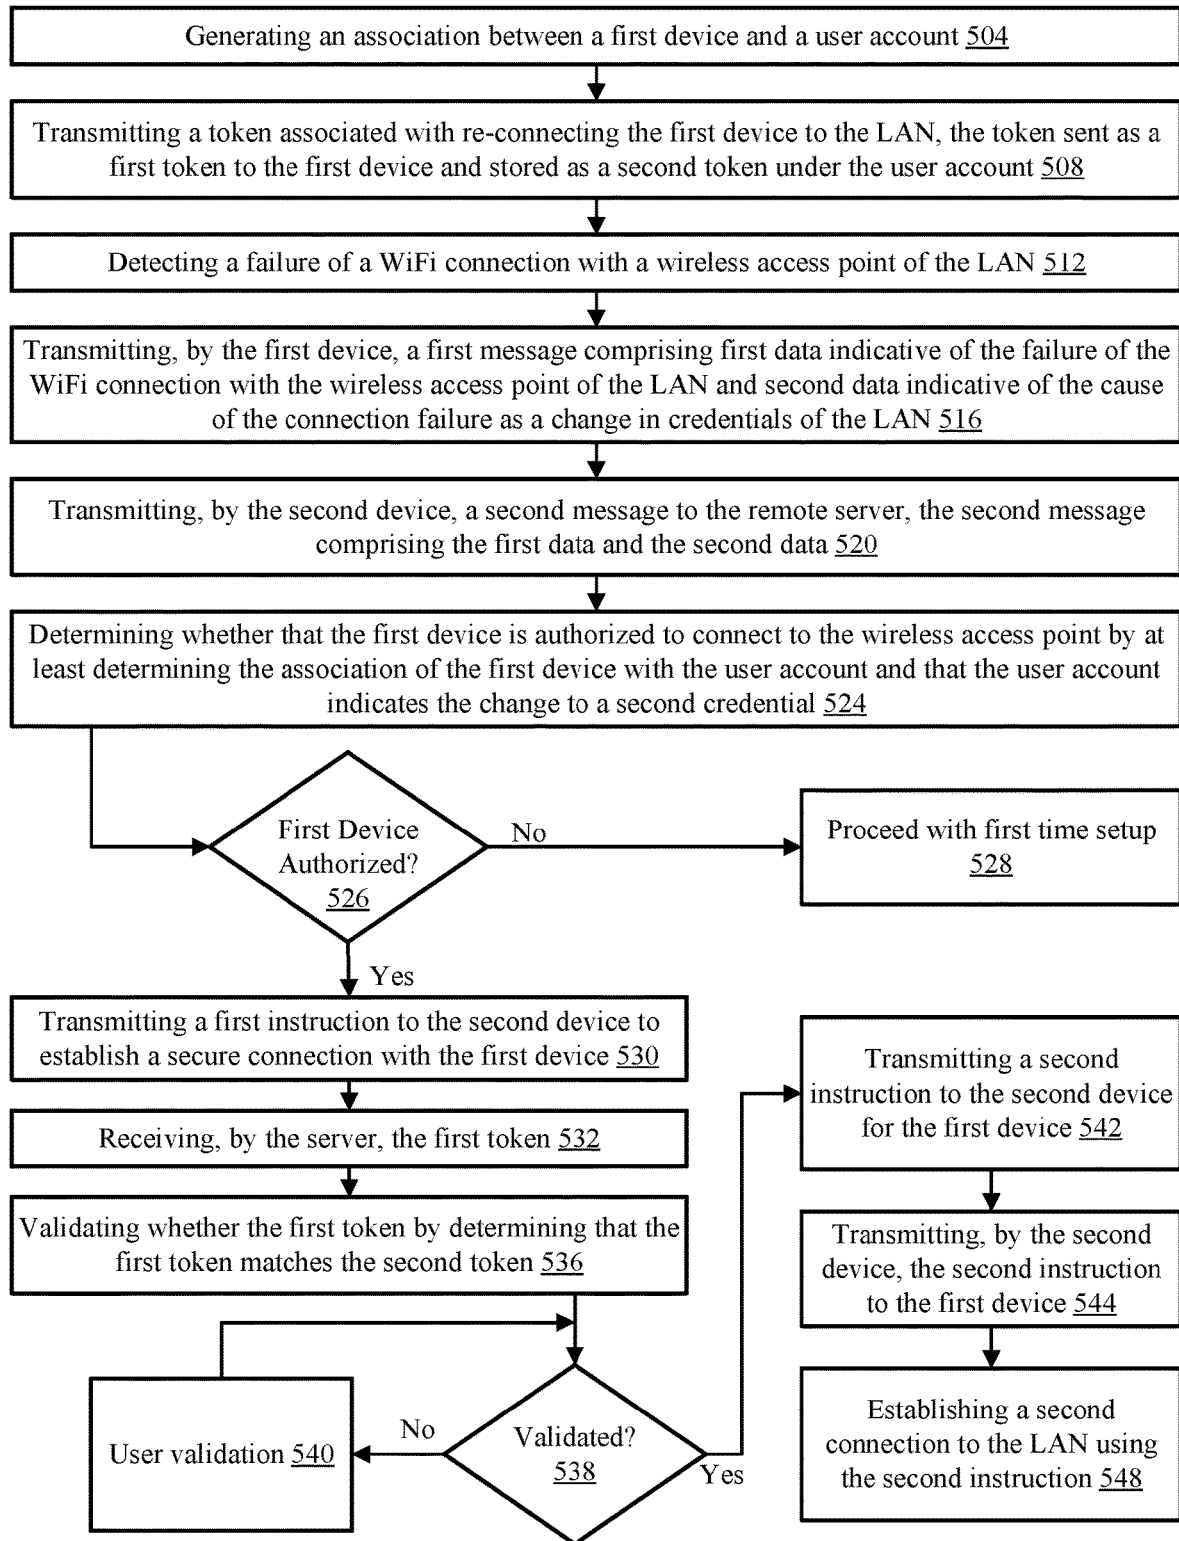 Generating an association between a first device and a user account 504
Transmitting a token associated with re-connecting the first device to the LAN, the token sent as a
first token to the first device and stored as a second token under the user account 508
Detecting a failure of a WiFi connection with a wireless access point of the LAN 512
Transmitting, by the first device, a first message comprising first data indicative of the failure of the
WiFi connection with the wireless access point of the LAN and second data indicative of the cause
of the connection failure as a change in credentials of the LAN 516
Transmitting, by the second device, a second message to the remote server, the second message
comprising the first data and the second data 520
Determining whether that the first device is authorized to connect to the wireless access point by at
least determining the association of the first device with the user account and that the user account
indicates the change to a second credential 524
First Device
Authorized?
526
No
Proceed with first time setup
528
Yes
Transmitting a first instruction to the second device to
establish a secure connection with the first device 530
Receiving, by the server, the first token 532
Validating whether the first token by determining that the
first token matches the second token 536
Validated?
538
No
User validation 540
Yes
Transmitting a second
instruction to the second device
for the first device 542
Transmitting, by the second
device, the second instruction
to the first device 544
Establishing a second
connection to the LAN using
the second instruction 548